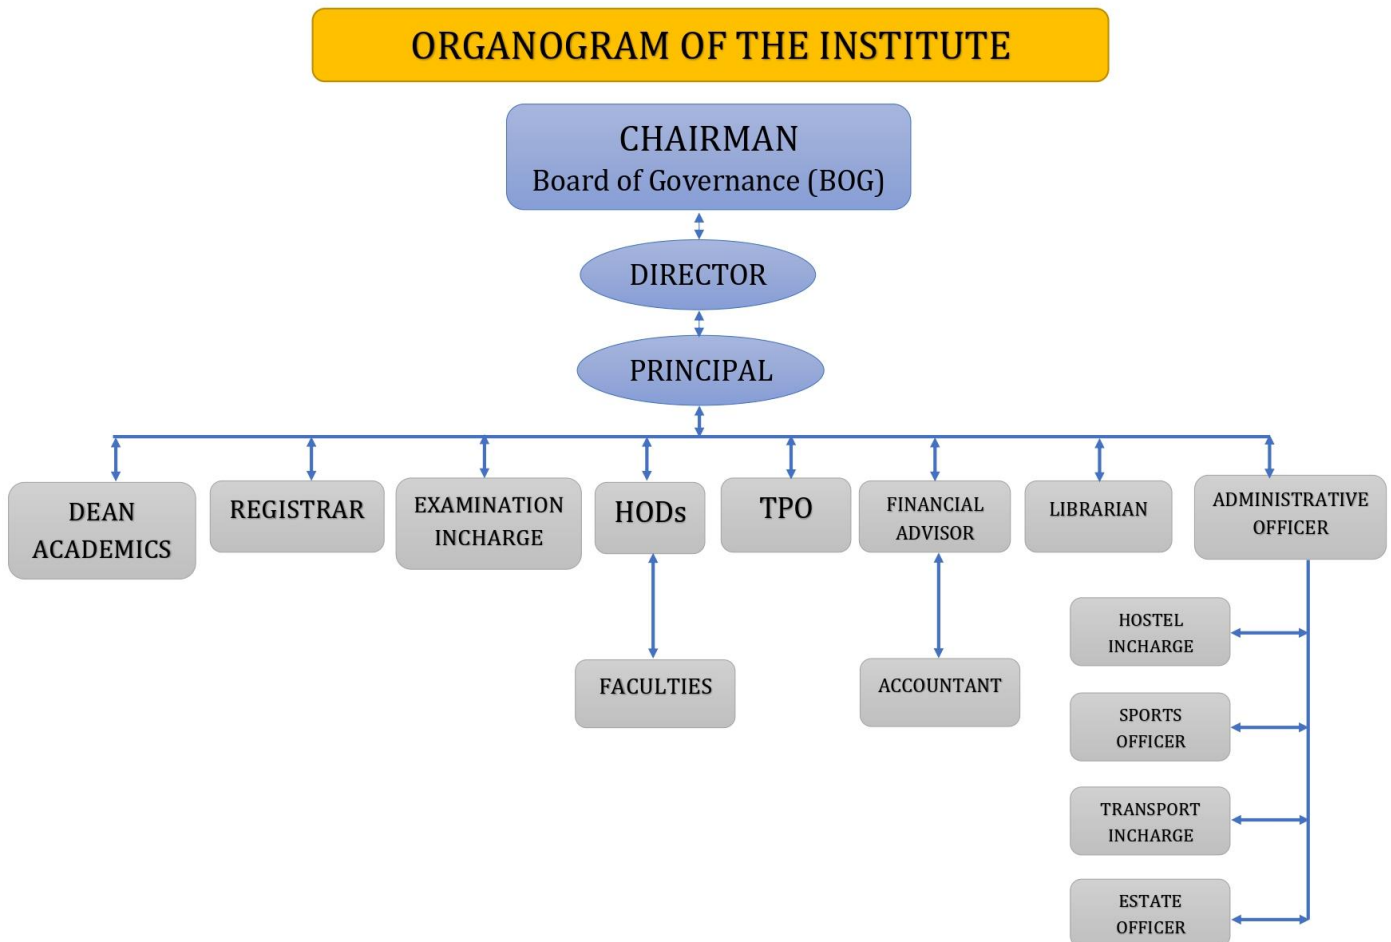 ORGANOGRAM OF THE INSTITUTE
CHAIRMAN
Board of Governance (BOG)
DIRECTOR
PRINCIPAL
DEAN
ACADEMICS
REGISTRAR
EXAMINATION
INCHARGE
HODs
TPO
FINANCIAL
ADVISOR
LIBRARIAN
ADMINISTRATIVE
OFFICER
FACULTIES
ACCOUNTANT
HOSTEL
INCHARGE
SPORTS
OFFICER
TRANSPORT
INCHARGE
ESTATE
OFFICER